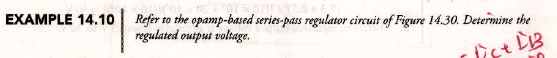 EXAMPLE 14.10 Refer to the opamp-based series-pass regulator circuit of Figure 14.30. Determine the
regulated output voltage.